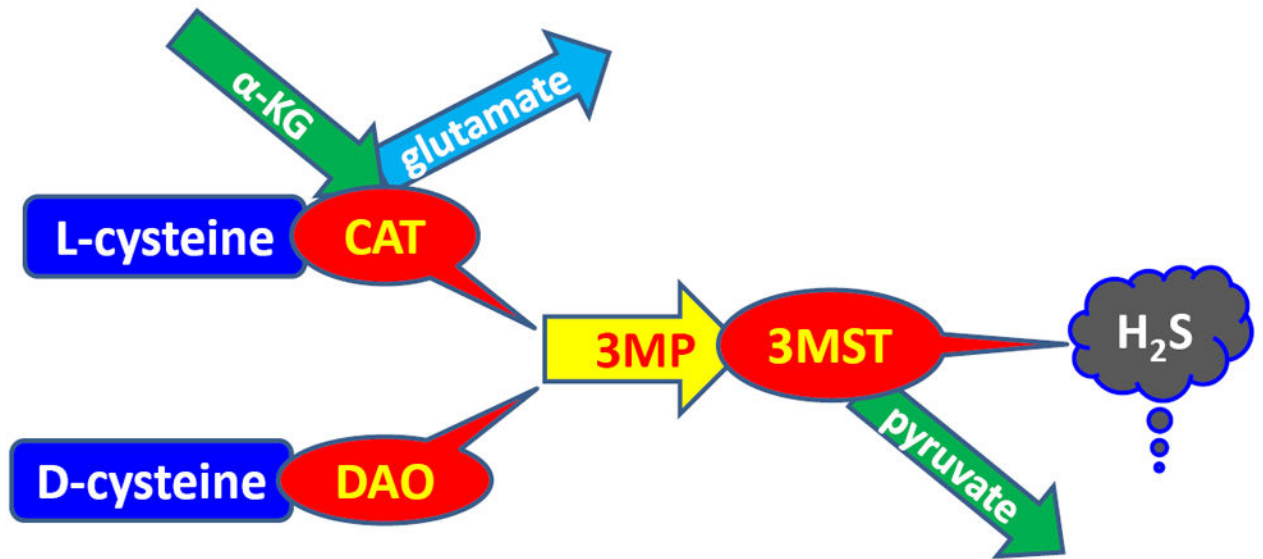 α-KG
glutamate
L-cysteine
CAT
3MP
3MST
H₂S
D-cysteine
DAO
pyruvate